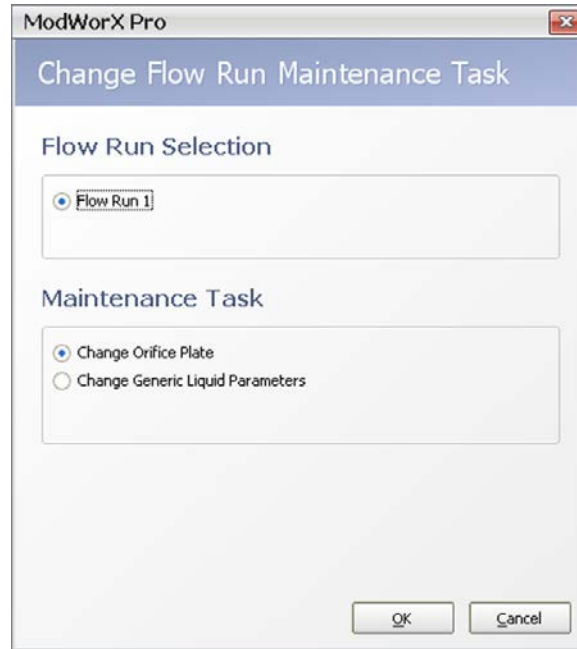 ModWorX Pro
Change Flow Run Maintenance Task
Flow Run Selection
Flow Run 1
Maintenance Task
Change Orifice Plate
Change Generic Liquid Parameters
OK
Cancel